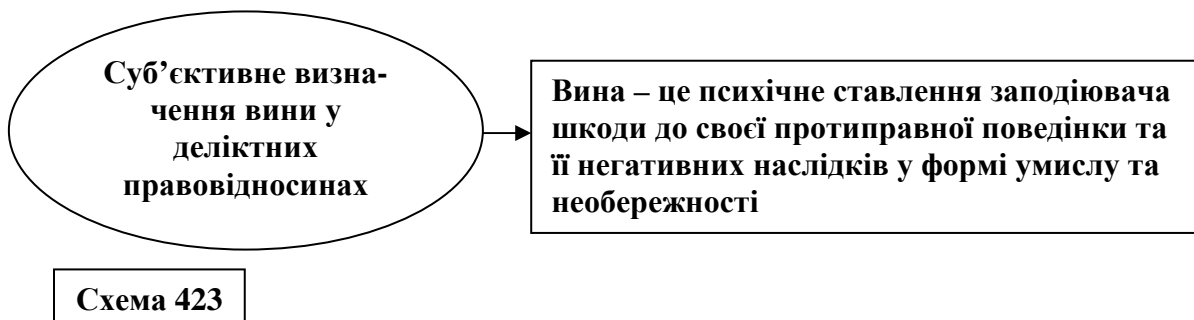 Суб’єктивне визна-
чення вини у
деліктних
правовідносинах
Вина – це психічне ставлення заподіювача
шкоди до своєї протиправної поведінки та
її негативних наслідків у формі умислу та
необережності
Схема 423